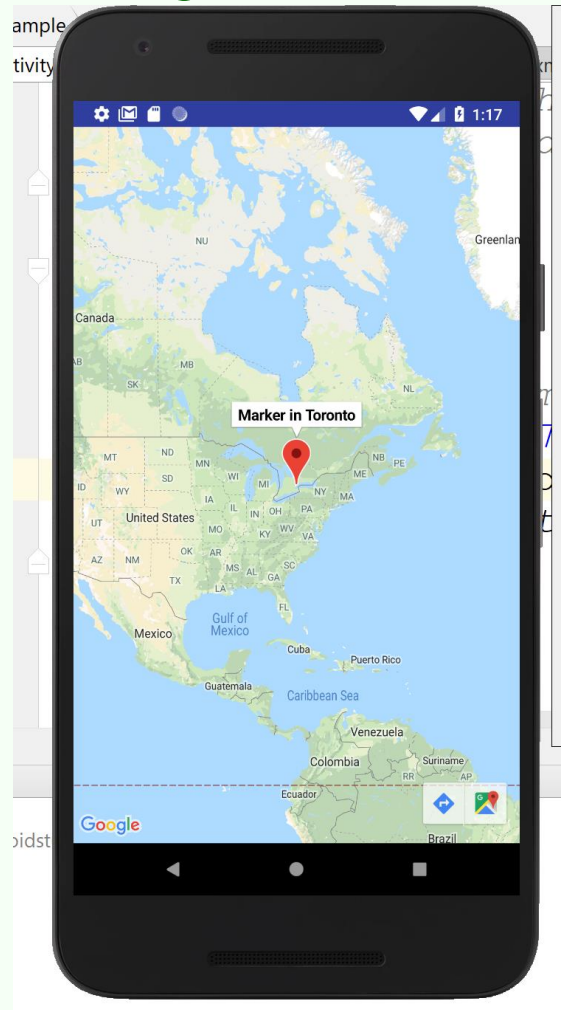 ample
tivity
1:17
NU
Greenlan
Canada
AB
MB
SK
NL
Marker in Toronto
MT
ND
MN
NB
PE
ID
SD
WI
MI
ME
WY
NY
MA
IA
UT
United States
IL
IN
OH
PA
MO
KY
WV
VA
AZ
NM
OK
AR
MS
AL
SC
GA
TX
LA
FL
Gulf of
Mexico
Mexico
Cuba
Puerto Rico
Guatemala
Caribbean Sea
Venezuela
Colombia
Suriname
RR
AP
Ecuador
Google
Brazil
oidst